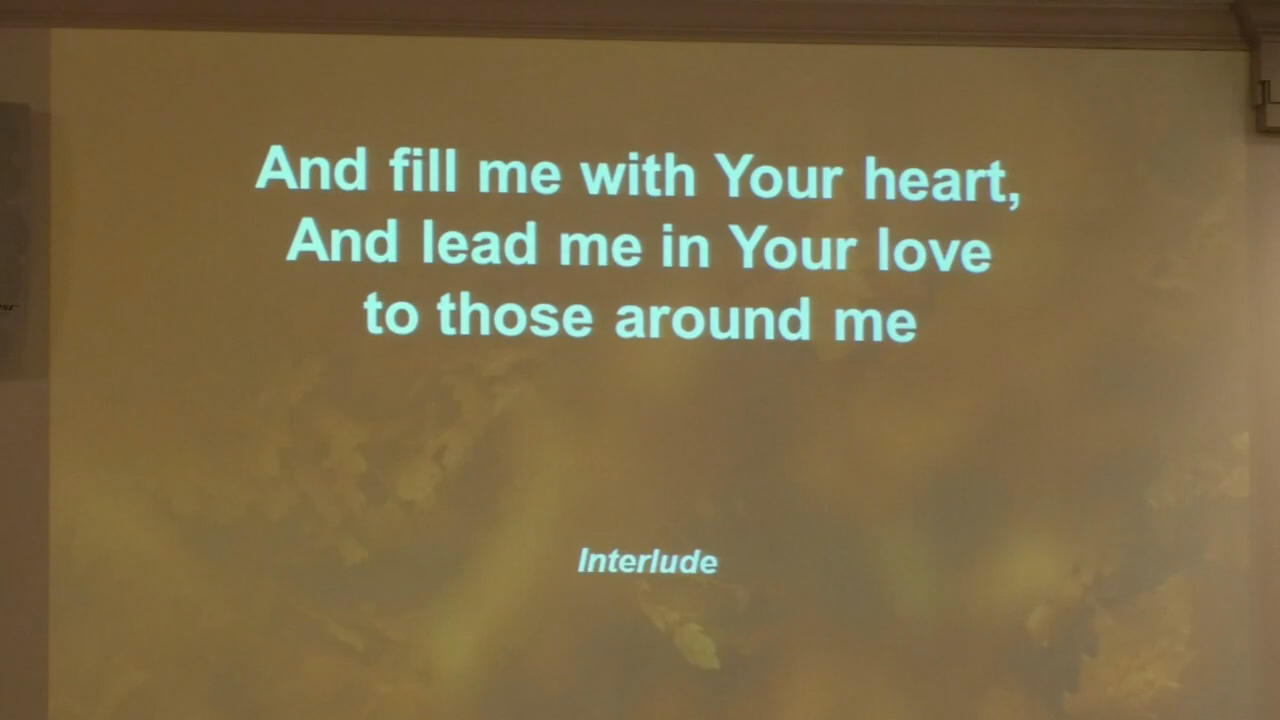 And fill me with Your heart,
And lead me in Your love
to those around me
Interlude